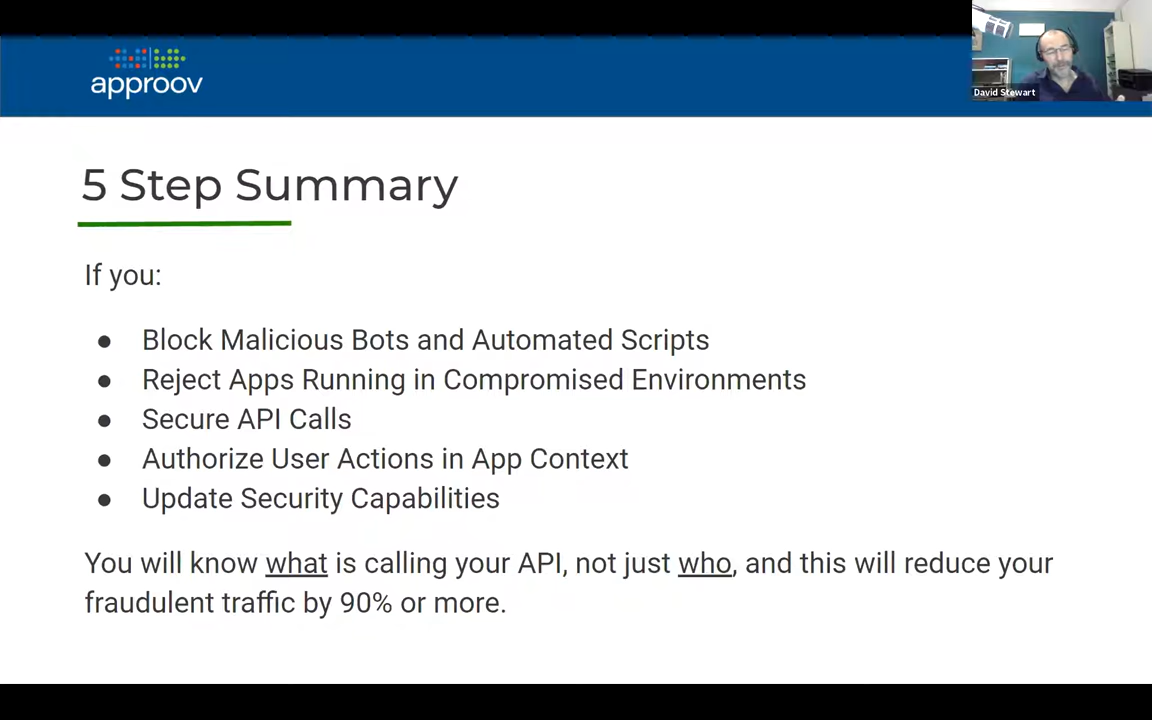 approov
David Stewart
5 Step Summary
If you:
● Block Malicious Bots and Automated Scripts
● Reject Apps Running in Compromised Environments
● Secure API Calls
● Authorize User Actions in App Context
● Update Security Capabilities
You will know what is calling your API, not just who, and this will reduce your
fraudulent traffic by 90% or more.